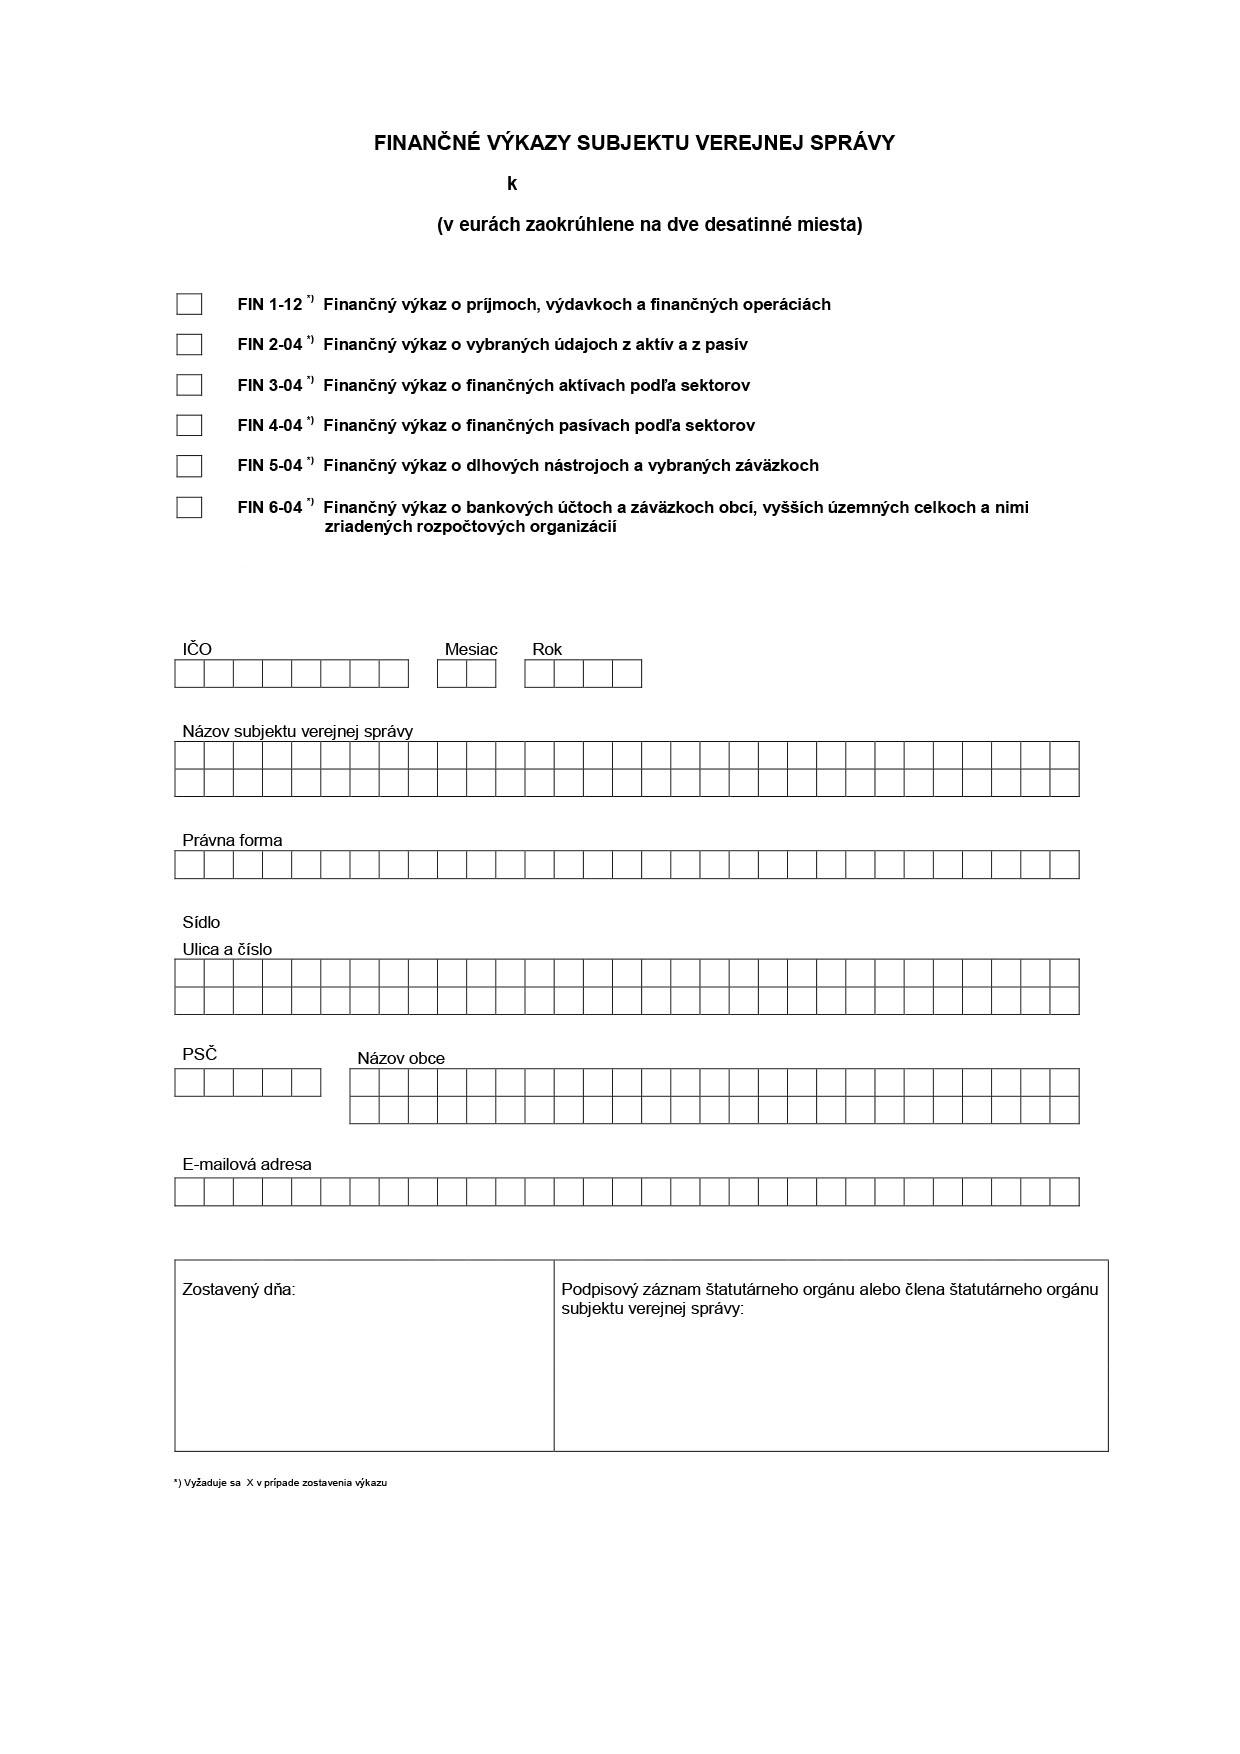 FINANČNÉ VÝKAZY SUBJEKTU VEREJNEJ SPRÁVY
k
(v eurách zaokrúhlene na dve desatinné miesta)
FIN 1-12 *) Finančný výkaz o príjmoch, výdavkoch a finančných operáciách
FIN 2-04 *) Finančný výkaz o vybraných údajoch z aktív a z pasív
FIN 3-04 *) Finančný výkaz o finančných aktívach podľa sektorov
FIN 4-04 *) Finančný výkaz o finančných pasívach podľa sektorov
FIN 5-04 *) Finančný výkaz o dlhových nástrojoch a vybraných záväzkoch
FIN 6-04 *) Finančný výkaz o bankových účtoch a záväzkoch obcí, vyšších územných celkoch a nimi
zriadených rozpočtových organizácií
IČO Mesiac Rok
Názov subjektu verejnej správy
Právna forma
Sídlo
Ulica a číslo
PSČ Názov obce
E-mailová adresa
Zostavený dňa: Podpisový záznam štatutárneho orgánu alebo člena štatutárneho orgánu
subjektu verejnej správy:
*) Vyžaduje sa X v prípade zostavenia výkazu